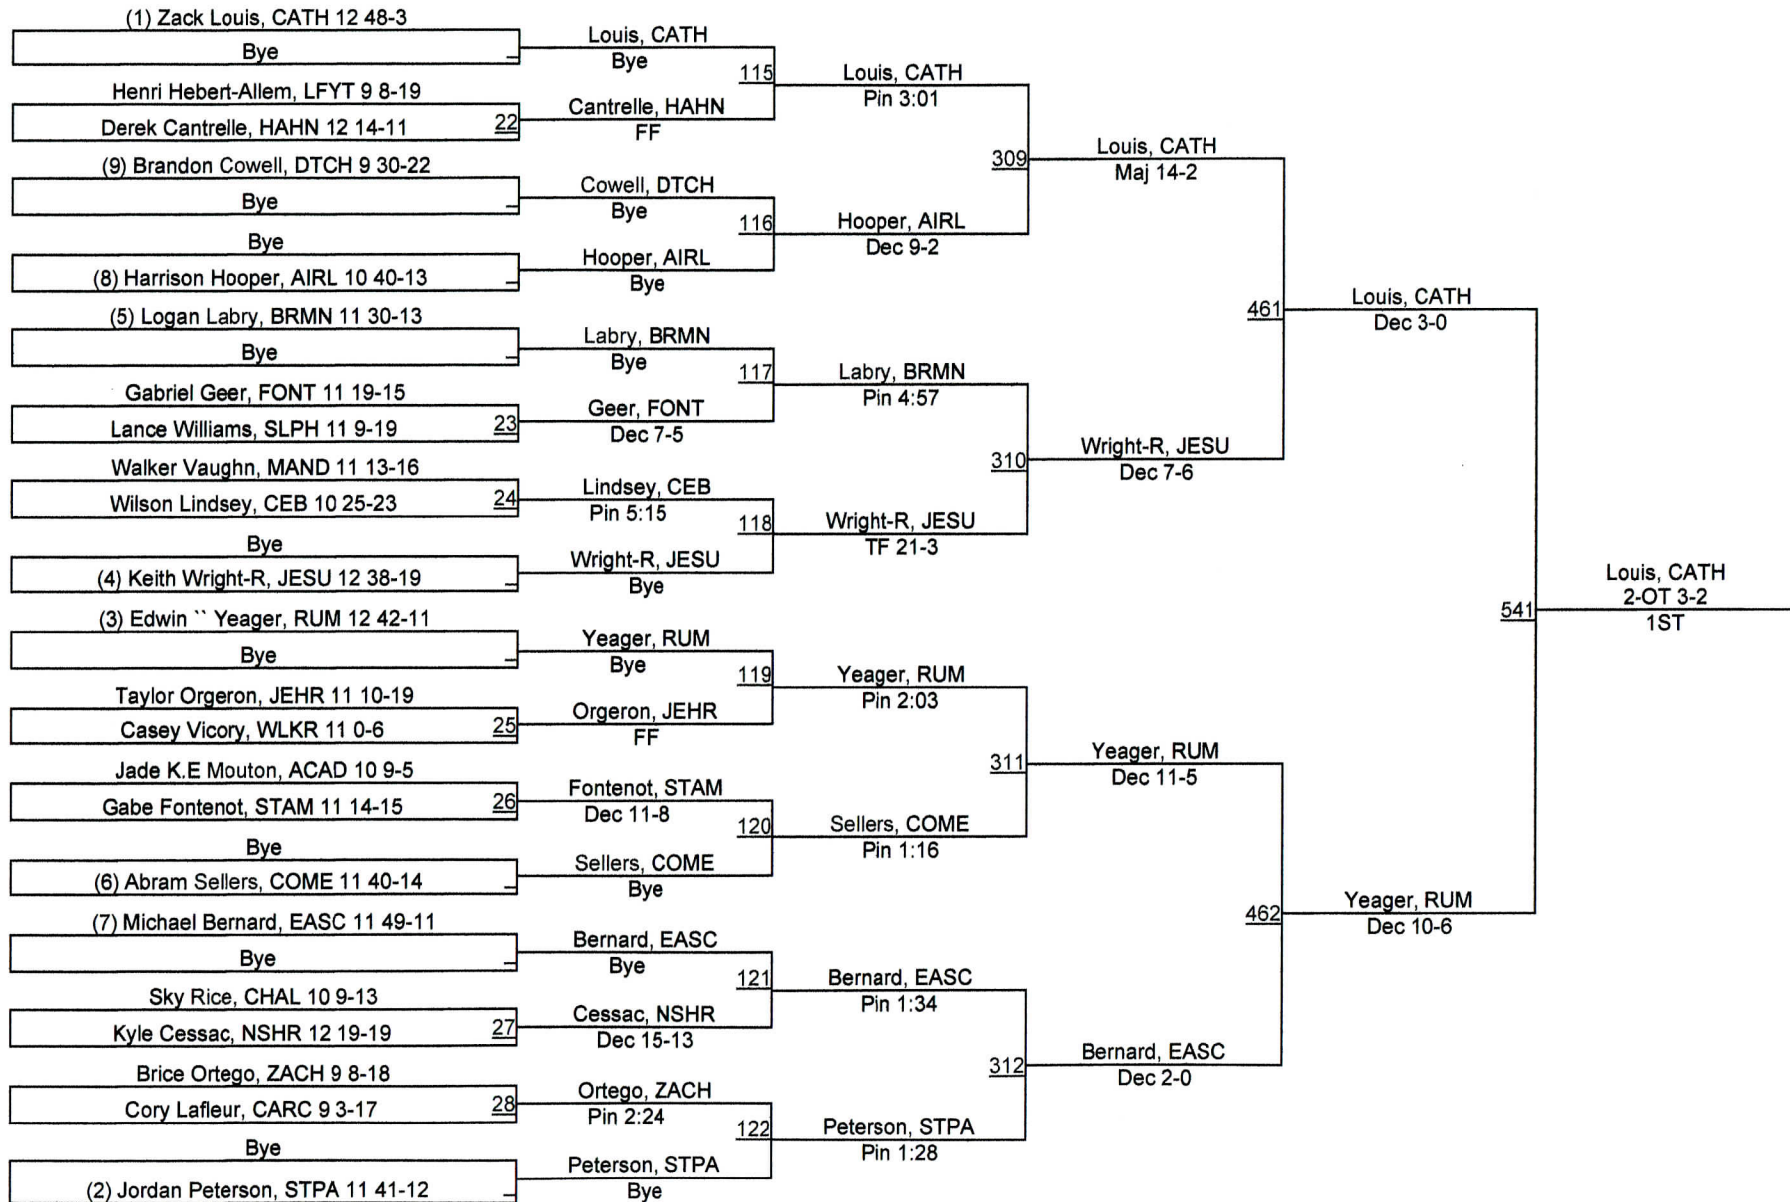 (1) Zack Louis, CATH 12 48-3
Bye
Henri Hebert-Allem, LFYT 9 8-19
Derek Cantrelle, HAHN 12 14-11
22
(9) Brandon Cowell, DTCH 9 30-22
Bye
Bye
(8) Harrison Hooper, AIRL 10 40-13
(5) Logan Labry, BRMN 11 30-13
Bye
Gabriel Geer, FONT 11 19-15
Lance Williams, SLPH 11 9-19
23
Walker Vaughn, MAND 11 13-16
Wilson Lindsey, CEB 10 25-23
24
Bye
(4) Keith Wright-R, JESU 12 38-19
(3) Edwin `` Yeager, RUM 12 42-11
Bye
Taylor Orgeron, JEHR 11 10-19
Casey Vicory, WLKR 11 0-6
25
Jade K.E Mouton, ACAD 10 9-5
Gabe Fontenot, STAM 11 14-15
26
Bye
(6) Abram Sellers, COME 11 40-14
(7) Michael Bernard, EASC 11 49-11
Bye
Sky Rice, CHAL 10 9-13
Kyle Cessac, NSHR 12 19-19
27
Brice Ortego, ZACH 9 8-18
Cory Lafleur, CARC 9 3-17
28
Bye
(2) Jordan Peterson, STPA 11 41-12
Louis, CATH
Bye
115
Cantrelle, HAHN
FF
Cowell, DTCH
Bye
116
Hooper, AIRL
Bye
Labry, BRMN
Bye
117
Geer, FONT
Dec 7-5
Lindsey, CEB
Pin 5:15
118
Wright-R, JESU
Bye
Yeager, RUM
Bye
119
Orgeron, JEHR
FF
Fontenot, STAM
Dec 11-8
120
Sellers, COME
Bye
Bernard, EASC
Bye
121
Cessac, NSHR
Dec 15-13
Ortego, ZACH
Pin 2:24
122
Peterson, STPA
Bye
Louis, CATH
Pin 3:01
309
Hooper, AIRL
Dec 9-2
Labry, BRMN
Pin 4:57
310
Wright-R, JESU
TF 21-3
Yeager, RUM
Pin 2:03
311
Sellers, COME
Pin 1:16
Bernard, EASC
Pin 1:34
312
Peterson, STPA
Pin 1:28
Louis, CATH
Maj 14-2
461
Wright-R, JESU
Dec 7-6
Yeager, RUM
Dec 11-5
462
Bernard, EASC
Dec 2-0
Louis, CATH
Dec 3-0
541
Yeager, RUM
Dec 10-6
Louis, CATH
2-OT 3-2
1ST